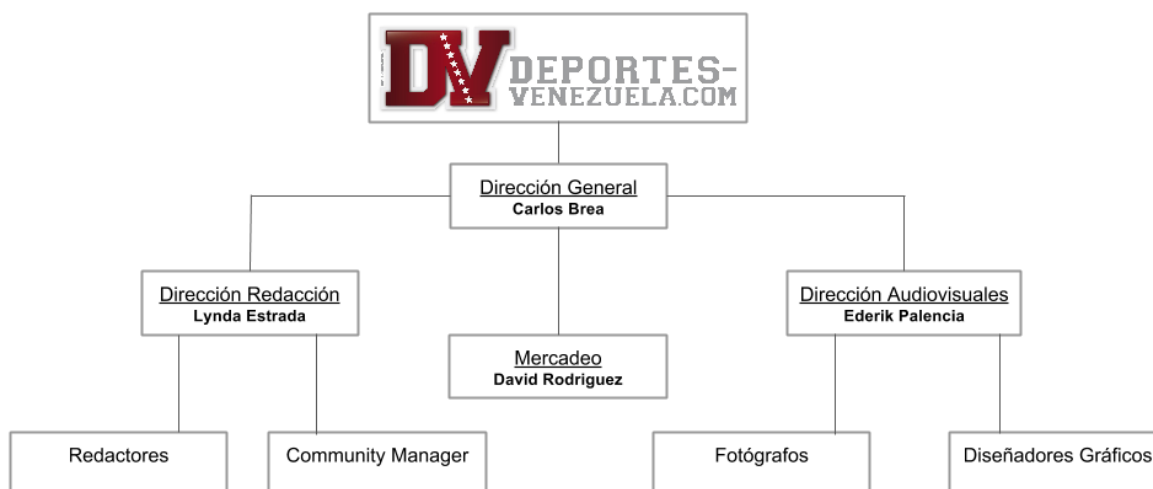 DV DEPORTES-
VENEZUELA.COM
Dirección General
Carlos Brea
Dirección Redacción
Lynda Estrada
Dirección Audiovisuales
Ederik Palencia
Mercadeo
David Rodriguez
Redactores
Community Manager
Fotógrafos
Diseñadores Gráficos